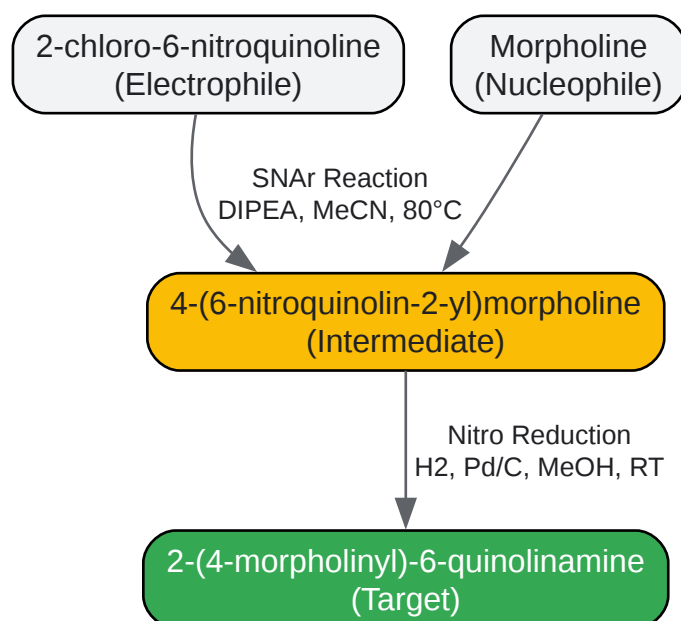 2-chloro-6-nitroquinoline
(Electrophile)
Morpholine
(Nucleophile)
SNAr Reaction
DIPEA, MeCN, 80°C
4-(6-nitroquinolin-2-yl)morpholine
(Intermediate)
Nitro Reduction
H2, Pd/C, MeOH, RT
2-(4-morpholinyl)-6-quinolinamine
(Target)